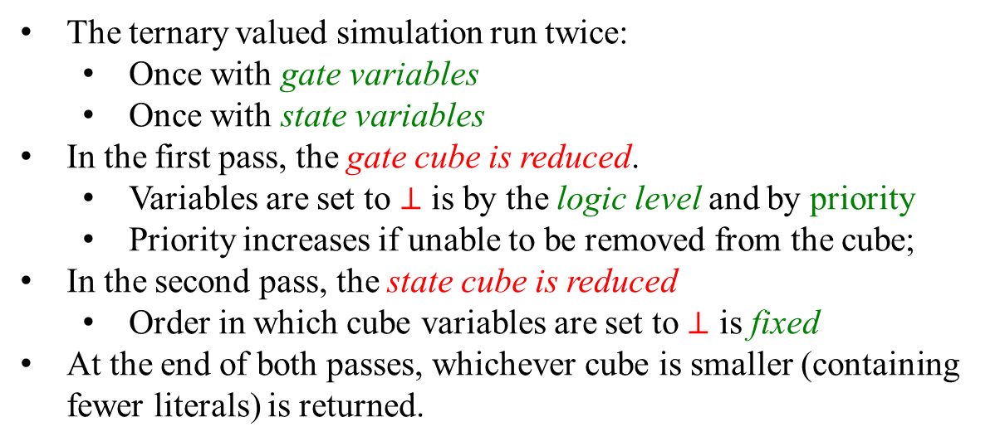 • The ternary valued simulation run twice:
• Once with gate variables
• Once with state variables
• In the first pass, the gate cube is reduced.
• Variables are set to ⊥ is by the logic level and by priority
• Priority increases if unable to be removed from the cube;
• In the second pass, the state cube is reduced
• Order in which cube variables are set to ⊥ is fixed
• At the end of both passes, whichever cube is smaller (containing
fewer literals) is returned.